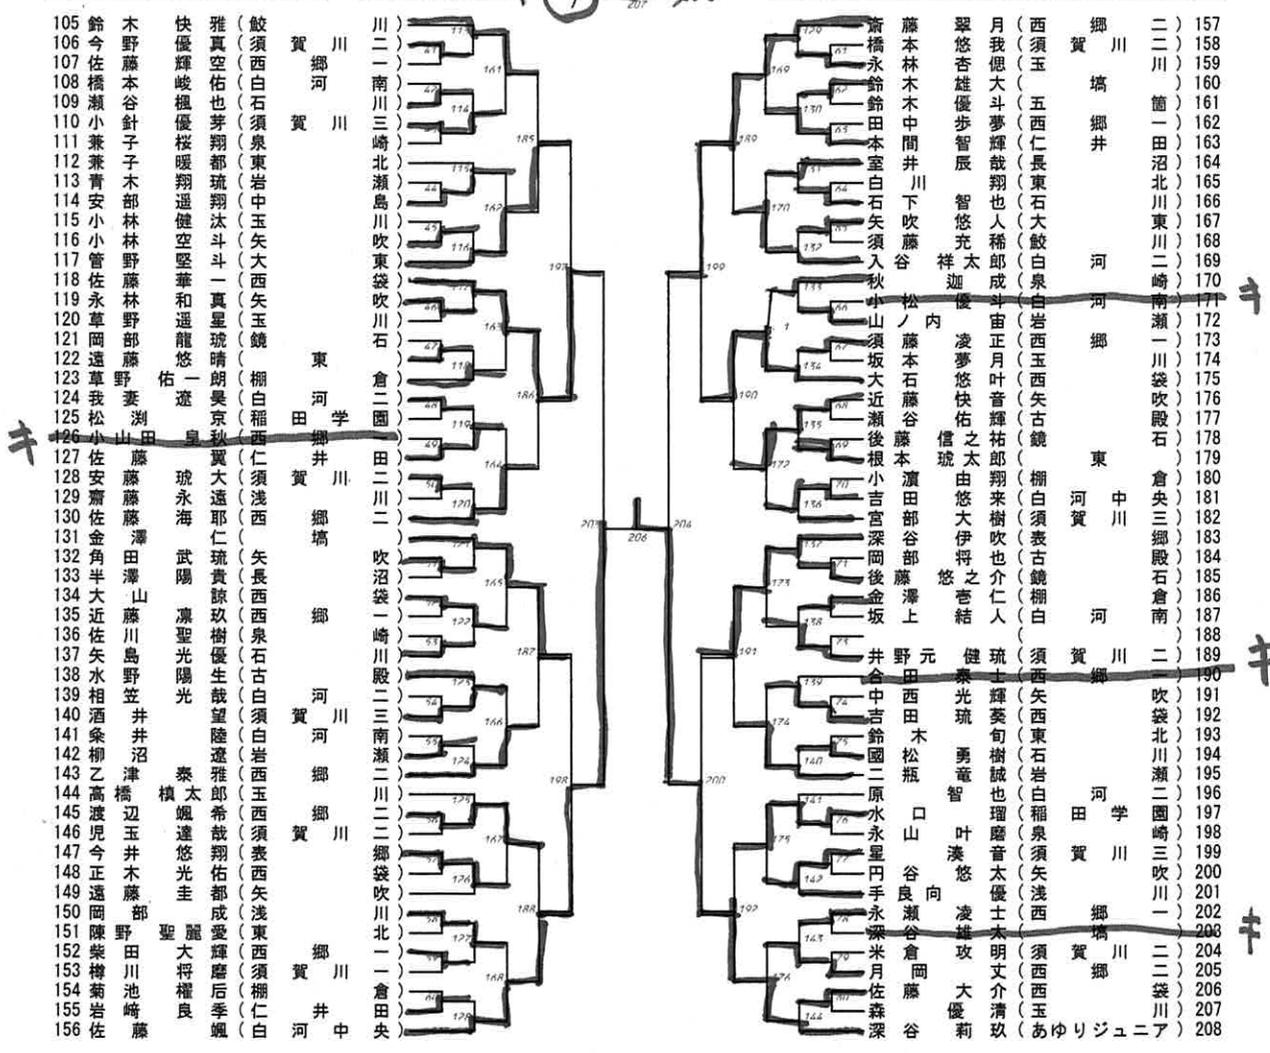 105 鈴木 快雅 (鮫川)
106 今野 優真 (須賀川二)
107 佐藤 輝空 (西郷一)
108 橋本 峻佑 (白河南)
109 瀬谷 楓也 (石川)
110 小針 優芽 (須賀川三)
111 兼子 桜翔 (泉崎)
112 兼子 暖都 (東北)
113 青木 翔琉 (岩瀬)
114 安部 遥翔 (中島)
115 小林 健汰 (玉川)
116 小林 空斗 (矢吹)
117 管野 堅斗 (大東)
118 佐藤 華一 (西袋)
119 永林 和真 (矢吹)
120 草野 遥星 (玉川)
121 岡部 龍琥 (鏡石)
122 遠藤 悠晴 (東)
123 草野 佑一朗 (棚倉)
124 我妻 遼昊 (白河二)
125 松渕 京 (稲田学園)
キ 126 小山田 皇秋 (西郷一)
127 佐藤 翼 (仁井田)
128 安藤 琥大 (須賀川二)
129 齋藤 永遠 (浅川)
130 佐藤 海耶 (西郷二)
131 金澤 仁 (塙)
132 角田 武琉 (矢吹)
133 半澤 陽貴 (長沼)
134 大山 諒 (西袋)
135 近藤 凛玖 (西郷一)
136 佐川 聖樹 (泉崎)
137 矢島 光優 (石川)
138 水野 陽生 (古殿)
139 相笠 光哉 (白河二)
140 酒井 望 (須賀川三)
141 粂井 陸 (白河南)
142 柳沼 遼 (岩瀬)
143 乙津 泰雅 (西郷二)
144 高橋 槙太郎 (玉川)
145 渡辺 颯希 (西郷二)
146 児玉 達哉 (須賀川二)
147 今井 悠翔 (表郷)
148 正木 光佑 (西袋)
149 遠藤 圭都 (矢吹)
150 岡部 成 (浅川)
151 陳野 聖麗愛 (東北)
152 柴田 大輝 (西郷一)
153 樽川 将磨 (須賀川一)
154 菊池 櫂后 (棚倉)
155 岩﨑 良季 (仁井田)
156 佐藤 颯 (白河中央)
斎藤 翠月 (西郷二) 157
橋本 悠我 (須賀川二) 158
永林 杏偲 (玉川) 159
鈴木 雄大 (塙) 160
鈴木 優斗 (五箇) 161
田中 歩夢 (西郷一) 162
本間 智輝 (仁井田) 163
室井 辰哉 (長沼) 164
白川 翔 (東北) 165
石下 智也 (石川) 166
矢吹 悠人 (大東) 167
須藤 充稀 (鮫川) 168
入谷 祥太郎 (白河二) 169
秋 迦成 (泉崎) 170
小松 優斗 (白河南) 171 キ
山ノ内 宙 (岩瀬) 172
須藤 凌正 (西郷一) 173
坂本 夢月 (玉川) 174
大石 悠叶 (西袋) 175
近藤 快音 (矢吹) 176
瀬谷 佑輝 (古殿) 177
後藤 信之祐 (鏡石) 178
根本 琥太郎 (東) 179
小濵 由翔 (棚倉) 180
吉田 悠来 (白河中央) 181
宮部 大樹 (須賀川三) 182
深谷 伊吹 (表郷) 183
岡部 将也 (古殿) 184
後藤 悠之介 (鏡石) 185
金澤 壱仁 (棚倉) 186
坂上 結人 (白河南) 187
( ) 188
井野元 健琉 (須賀川二) 189
合田 泰士 (西郷一) 190 キ
中西 光輝 (矢吹) 191
吉田 琉葵 (西袋) 192
鈴木 旬 (東北) 193
國松 勇樹 (石川) 194
二瓶 竜誠 (岩瀬) 195
原 智也 (白河二) 196
水口 瑠 (稲田学園) 197
永山 叶磨 (泉崎) 198
星 湊音 (須賀川三) 199
円谷 悠太 (矢吹) 200
手良向 優 (浅川) 201
永瀬 凌士 (西郷一) 202
深谷 雄太 (塙) 203 キ
米倉 攻明 (須賀川二) 204
月岡 丈 (西郷二) 205
佐藤 大介 (西袋) 206
森 優清 (玉川) 207
深谷 莉玖 (あゆりジュニア) 208
161
162
163
164
165
166
167
168
185
186
187
188
197
198
206
199
200
189
190
191
192
169
170
172
173
174
175
176